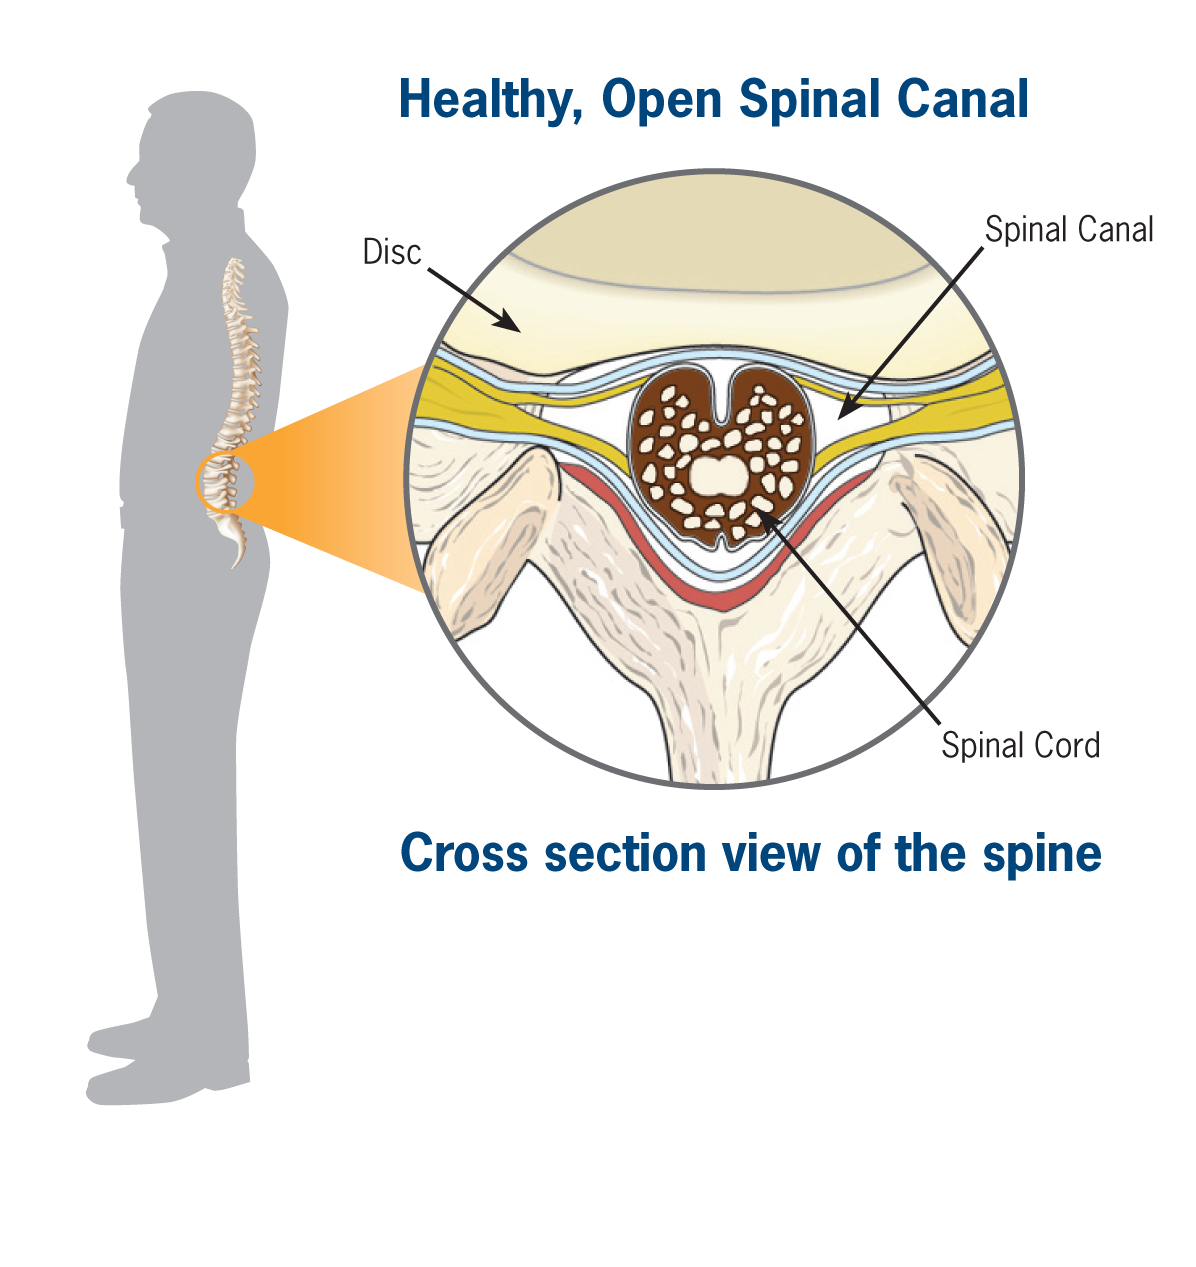 Healthy, Open Spinal Canal
Spinal Canal
Disc
Spinal Cord
Cross section view of the spine